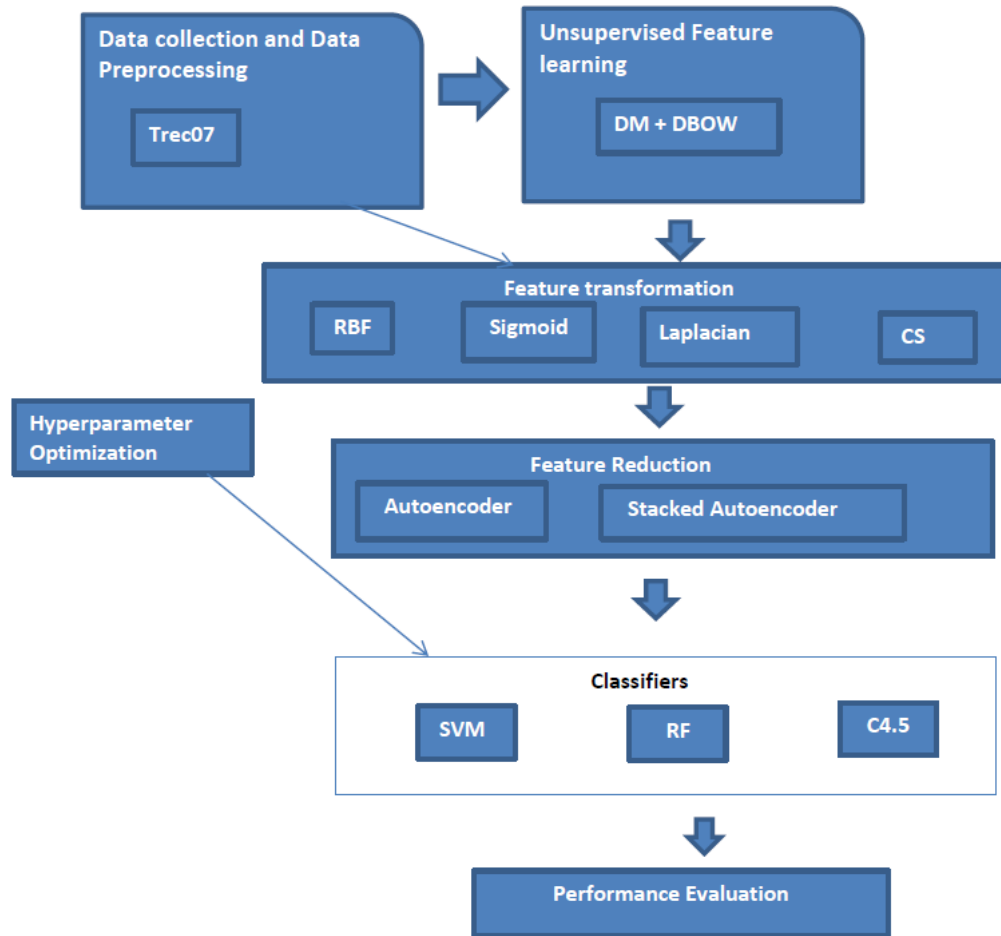 Data collection and Data
Preprocessing
Trec07
Unsupervised Feature
learning
DM + DBOW
Feature transformation
RBF
Sigmoid
Laplacian
CS
Hyperparameter
Optimization
Feature Reduction
Autoencoder
Stacked Autoencoder
Classifiers
SVM
RF
C4.5
Performance Evaluation